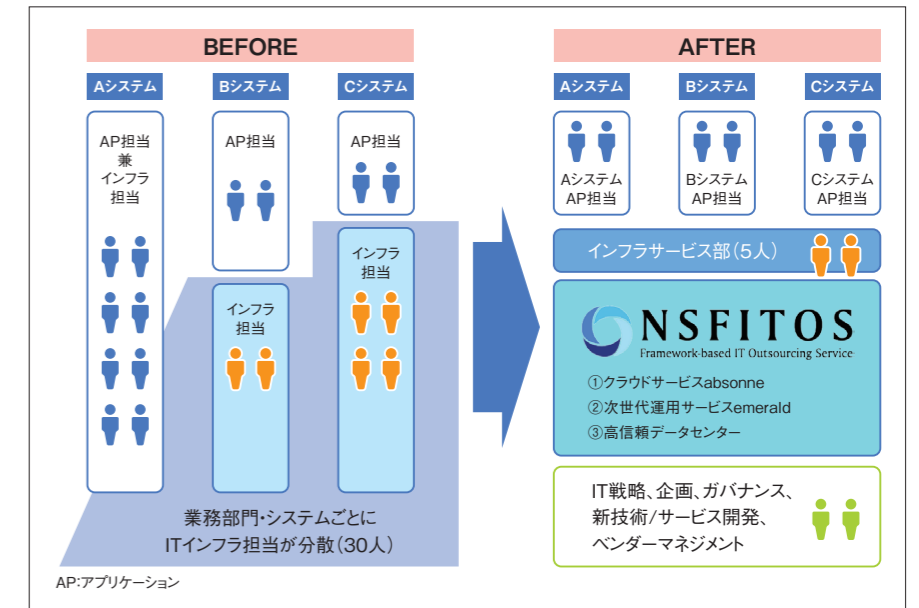 BEFORE
Aシステム
Bシステム
Cシステム
AP担当
兼
インフラ
担当
AP担当
AP担当
インフラ
担当
インフラ
担当
業務部門・システムごとに
ITインフラ担当が分散（30人）
AP：アプリケーション
AFTER
Aシステム
Bシステム
Cシステム
Aシステム
AP担当
Bシステム
AP担当
Cシステム
AP担当
インフラサービス部（5人）
NSFITOS
Framework-based IT Outsourcing Service
①クラウドサービスabsonne
②次世代運用サービスemerald
③高信頼データセンター
IT戦略、企画、ガバナンス、
新技術/サービス開発、
ベンダーマネジメント